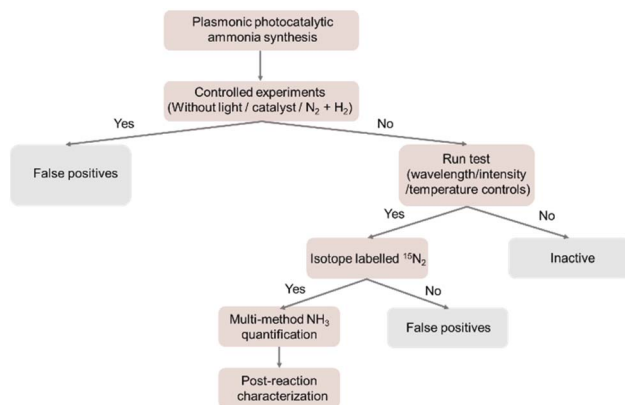 Plasmonic photocatalytic
ammonia synthesis
Controlled experiments
(Without light / catalyst / N₂ + H₂)
Yes
No
False positives
Run test
(wavelength/intensity
/temperature controls)
Yes
No
Isotope labelled ¹⁵N₂
Inactive
Yes
No
Multi-method NH₃
quantification
False positives
Post-reaction
characterization